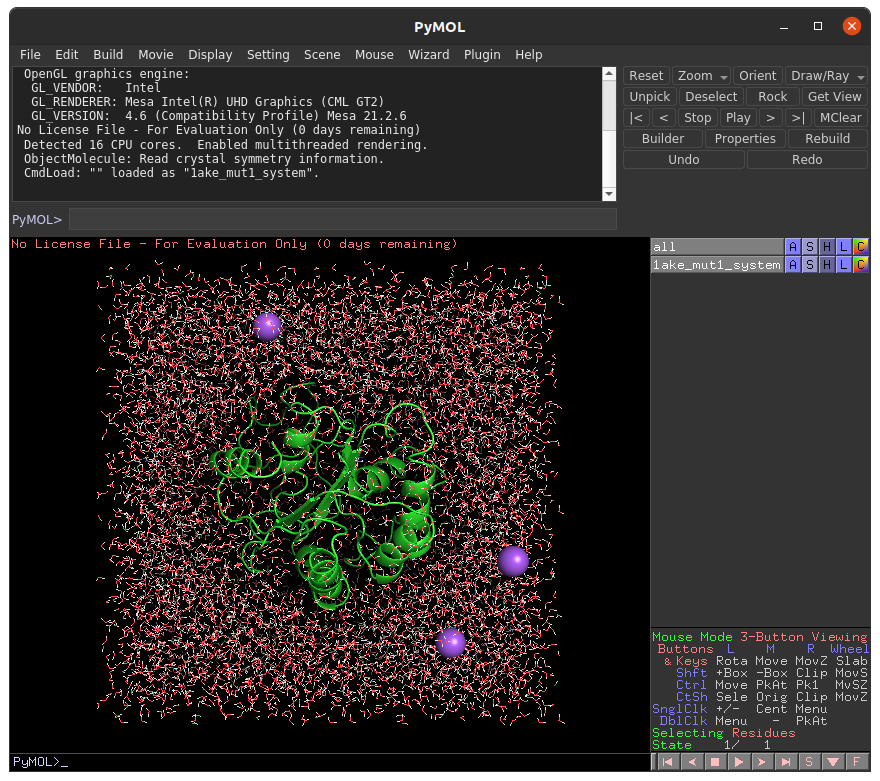 PyMOL
File Edit Build Movie Display Setting Scene Mouse Wizard Plugin Help
OpenGL graphics engine:
GL_VENDOR: Intel
GL_RENDERER: Mesa Intel(R) UHD Graphics (CML GT2)
GL_VERSION: 4.6 (Compatibility Profile) Mesa 21.2.6
No License File - For Evaluation Only (0 days remaining)
Detected 16 CPU cores. Enabled multithreaded rendering.
ObjectMolecule: Read crystal symmetry information.
CmdLoad: "" loaded as "1ake_mut1_system".
PyMOL>
Reset Zoom Orient Draw/Ray
Unpick Deselect Rock Get View
|< < Stop Play > >| MClear
Builder Properties Rebuild
Undo Redo
No License File - For Evaluation Only (0 days remaining)
all A S H L C
1ake_mut1_system A S H L C
Mouse Mode 3-Button Viewing
Buttons L M R Wheel
& Keys Rota Move MovZ Slab
Shft +Box -Box Clip MovS
Ctrl Move PkAt Pk1 MvSZ
CtSh Sele Orig Clip MovZ
SnglClk +/- Cent Menu
DblClk Menu - PkAt
Selecting Residues
State 1/ 1
PyMOL>_
S F